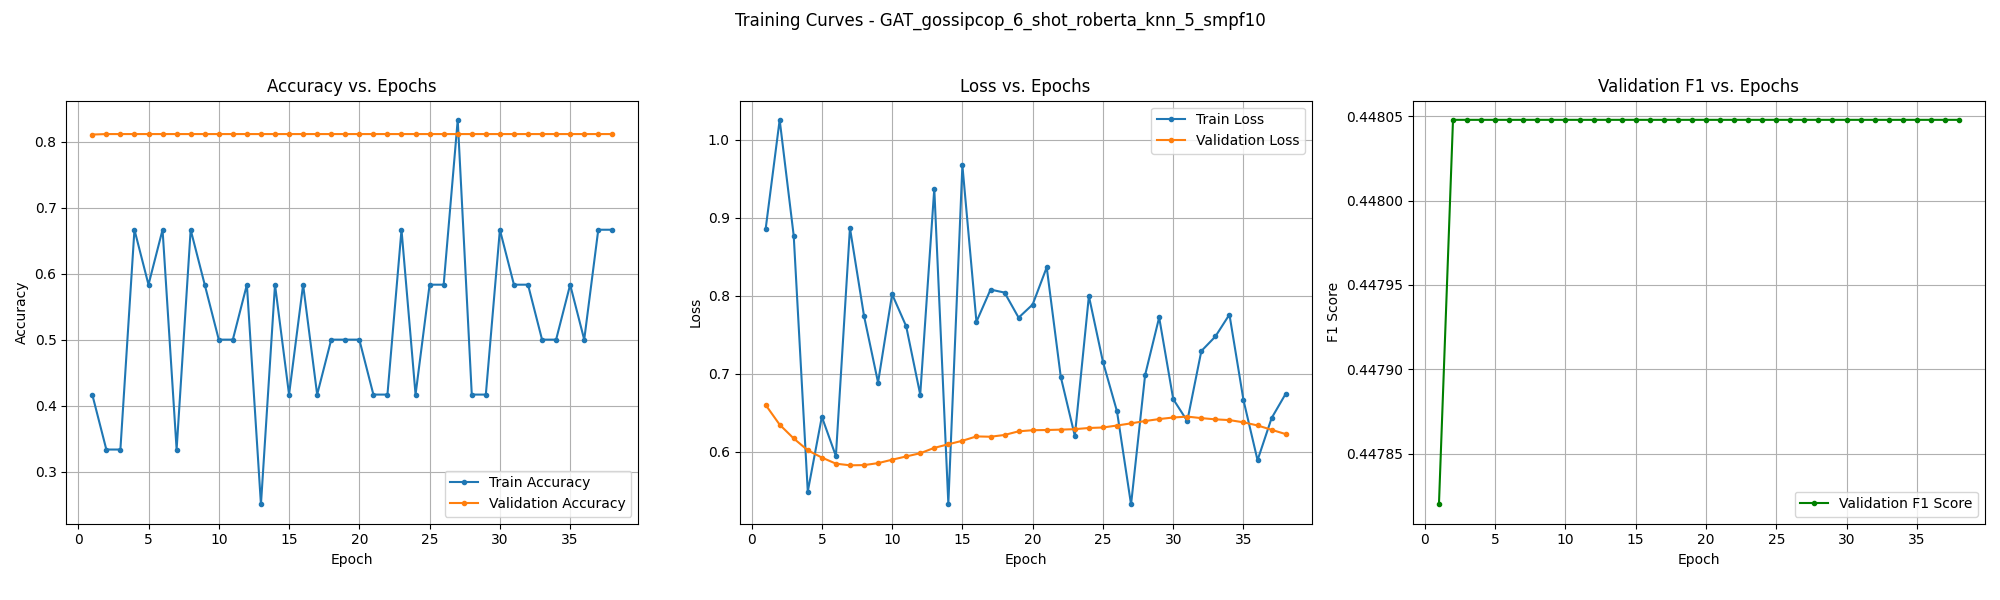 Training Curves - GAT_gossipcop_6_shot_roberta_knn_5_smpf10
Accuracy vs. Epochs
Accuracy
0.8
0.7
0.6
0.5
0.4
0.3
0 5 10 15 20 25 30 35
Epoch
Train Accuracy
Validation Accuracy
Loss vs. Epochs
Loss
1.0
0.9
0.8
0.7
0.6
0 5 10 15 20 25 30 35
Epoch
Train Loss
Validation Loss
Validation F1 vs. Epochs
F1 Score
0.44805
0.44800
0.44795
0.44790
0.44785
0 5 10 15 20 25 30 35
Epoch
Validation F1 Score